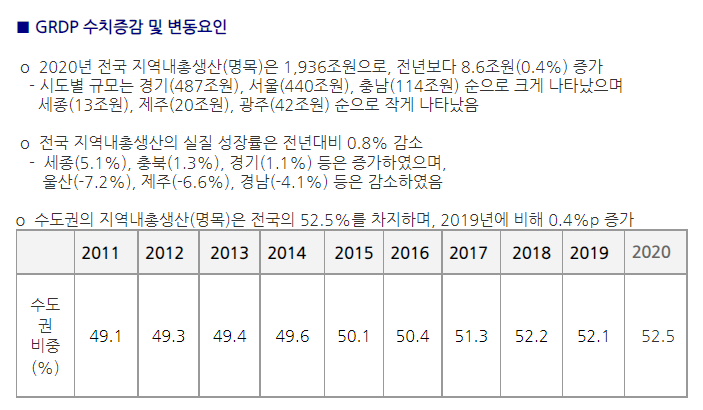 ■ GRDP 수치증감 및 변동요인
o 2020년 전국 지역내총생산(명목)은 1,936조원으로, 전년보다 8.6조원(0.4%) 증가
- 시도별 규모는 경기(487조원), 서울(440조원), 충남(114조원) 순으로 크게 나타났으며
세종(13조원), 제주(20조원), 광주(42조원) 순으로 작게 나타났음
o 전국 지역내총생산의 실질 성장률은 전년대비 0.8% 감소
- 세종(5.1%), 충북(1.3%), 경기(1.1%) 등은 증가하였으며,
울산(-7.2%), 제주(-6.6%), 경남(-4.1%) 등은 감소하였음
o 수도권의 지역내총생산(명목)은 전국의 52.5%를 차지하며, 2019년에 비해 0.4%p 증가
2011 2012 2013 2014 2015 2016 2017 2018 2019 2020
수도
권
비중
(%)
49.1 49.3 49.4 49.6 50.1 50.4 51.3 52.2 52.1 52.5